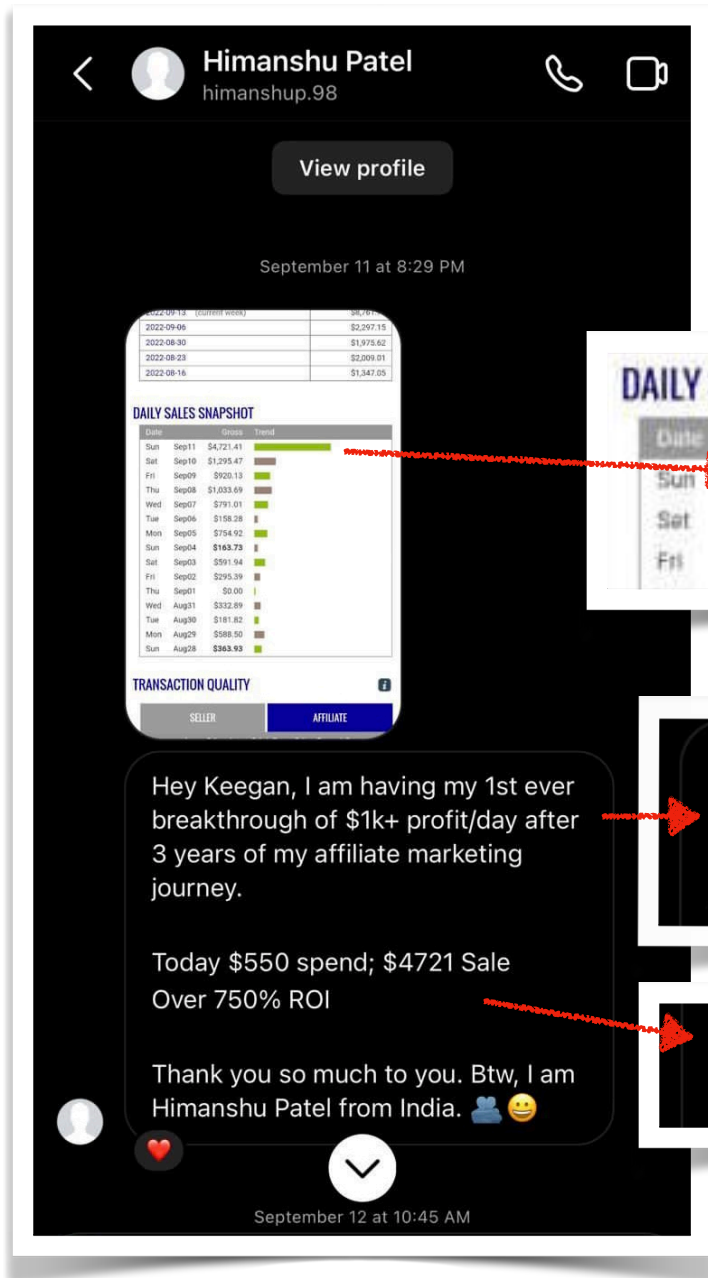 Himanshu Patel
himanshup.98
View profile
September 11 at 8:29 PM
2022-09-13 (current week)
2022-09-06 $2,297.15
2022-08-30 $1,975.62
2022-08-23 $2,009.01
2022-08-16 $1,347.05
DAILY SALES SNAPSHOT
Date Gross Trend
Sun Sep11 $4,721.41
Sat Sep10 $1,295.47
Fri Sep09 $920.13
Thu Sep08 $1,033.69
Wed Sep07 $791.01
Tue Sep06 $158.28
Mon Sep05 $754.92
Sun Sep04 $163.73
Sat Sep03 $591.94
Fri Sep02 $295.39
Thu Sep01 $0.00
Wed Aug31 $332.89
Tue Aug30 $181.82
Mon Aug29 $588.50
Sun Aug28 $363.93
TRANSACTION QUALITY
SELLER AFFILIATE
DAILY
Date
Sun
Sat
Fri
Hey Keegan, I am having my 1st ever
breakthrough of $1k+ profit/day after
3 years of my affiliate marketing
journey.
Today $550 spend; $4721 Sale
Over 750% ROI
Thank you so much to you. Btw, I am
Himanshu Patel from India. 🫂😀
❤️
September 12 at 10:45 AM